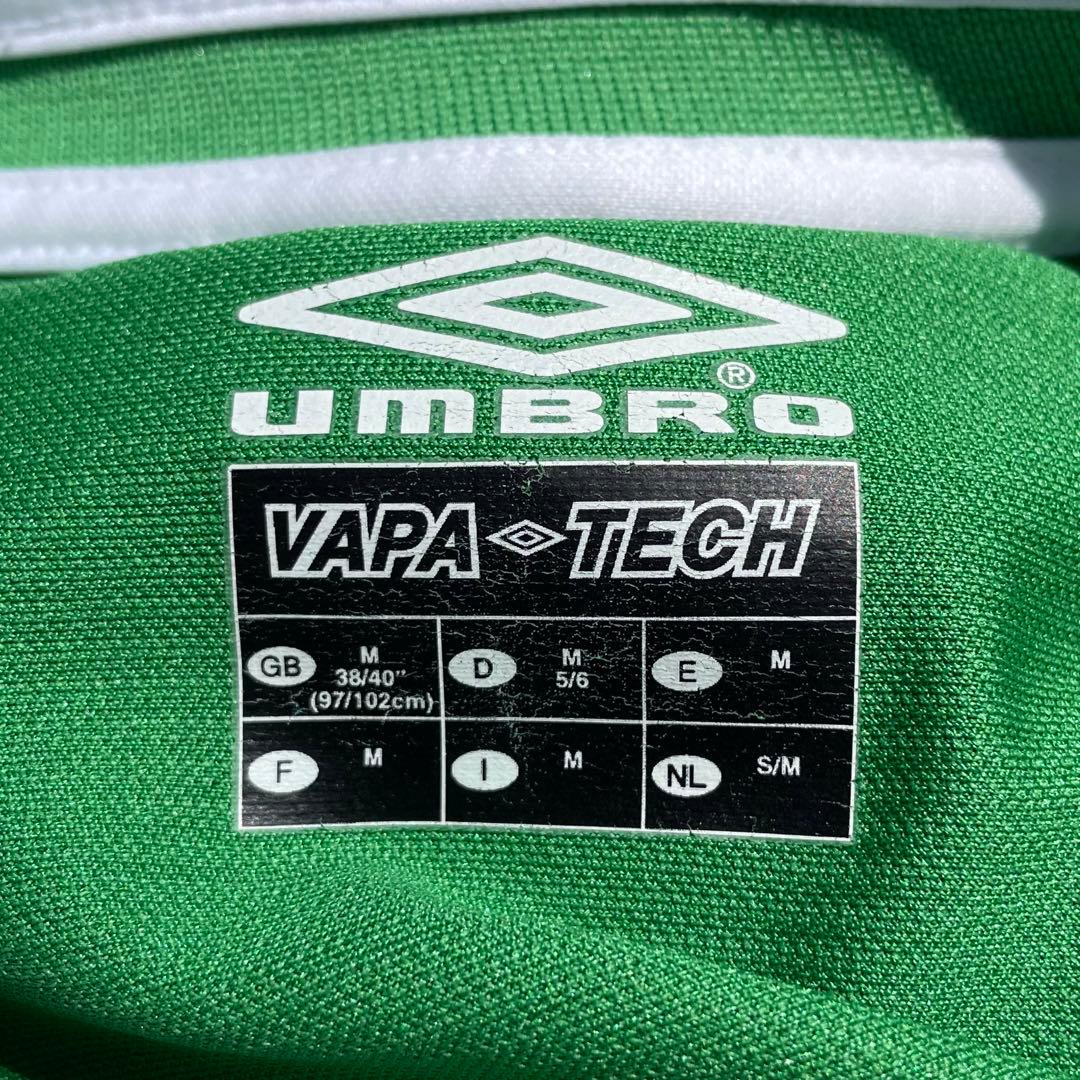 UMBRO®
VAPA TECH
GB M 38/40" (97/102cm)
D M 5/6
E M
F M
I M
NL S/M